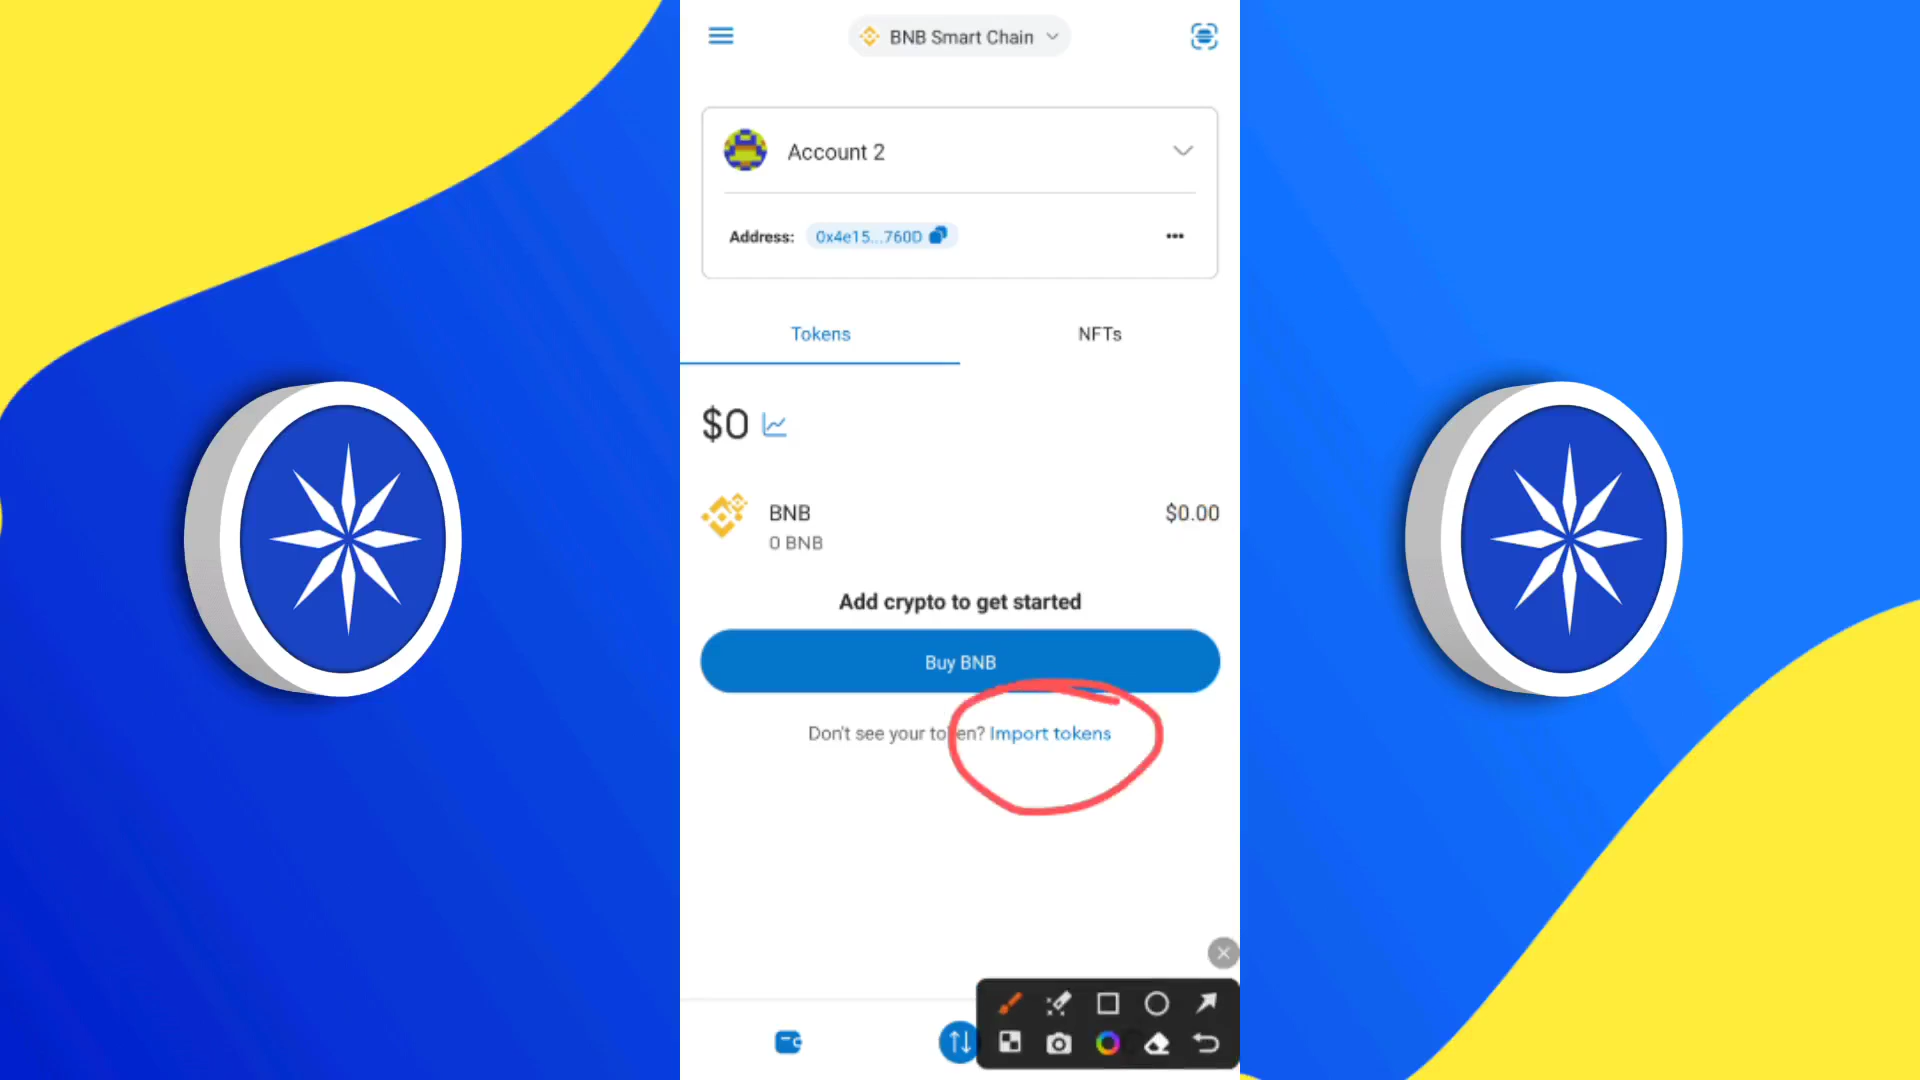 BNB Smart Chain
Account 2
Address: 0x4e15...760D
Tokens NFTs
$0
BNB $0.00
0 BNB
Add crypto to get started
Buy BNB
Don't see your token? Import tokens